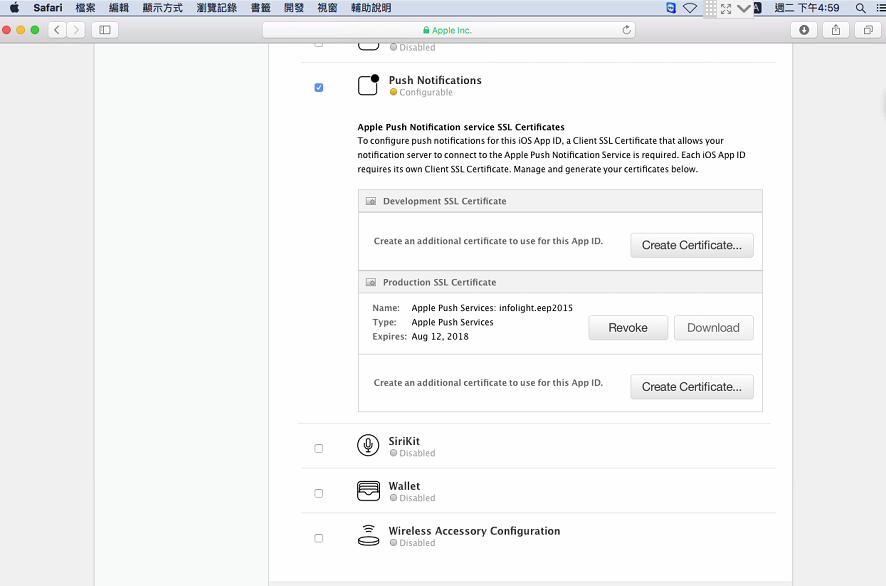 Safari 檔案 編輯 顯示方式 瀏覽記錄 書籤 開發 視窗 輔助說明 A 週二 下午4:59
Apple Inc.
Disabled
Push Notifications
Configurable
Apple Push Notification service SSL Certificates
To configure push notifications for this iOS App ID, a Client SSL Certificate that allows your
notification server to connect to the Apple Push Notification Service is required. Each iOS App ID
requires its own Client SSL Certificate. Manage and generate your certificates below.
Development SSL Certificate
Create an additional certificate to use for this App ID.
Create Certificate...
Production SSL Certificate
Name: Apple Push Services: infolight.eep2015
Type: Apple Push Services
Expires: Aug 12, 2018
Revoke
Download
Create an additional certificate to use for this App ID.
Create Certificate...
SiriKit
Disabled
Wallet
Disabled
Wireless Accessory Configuration
Disabled